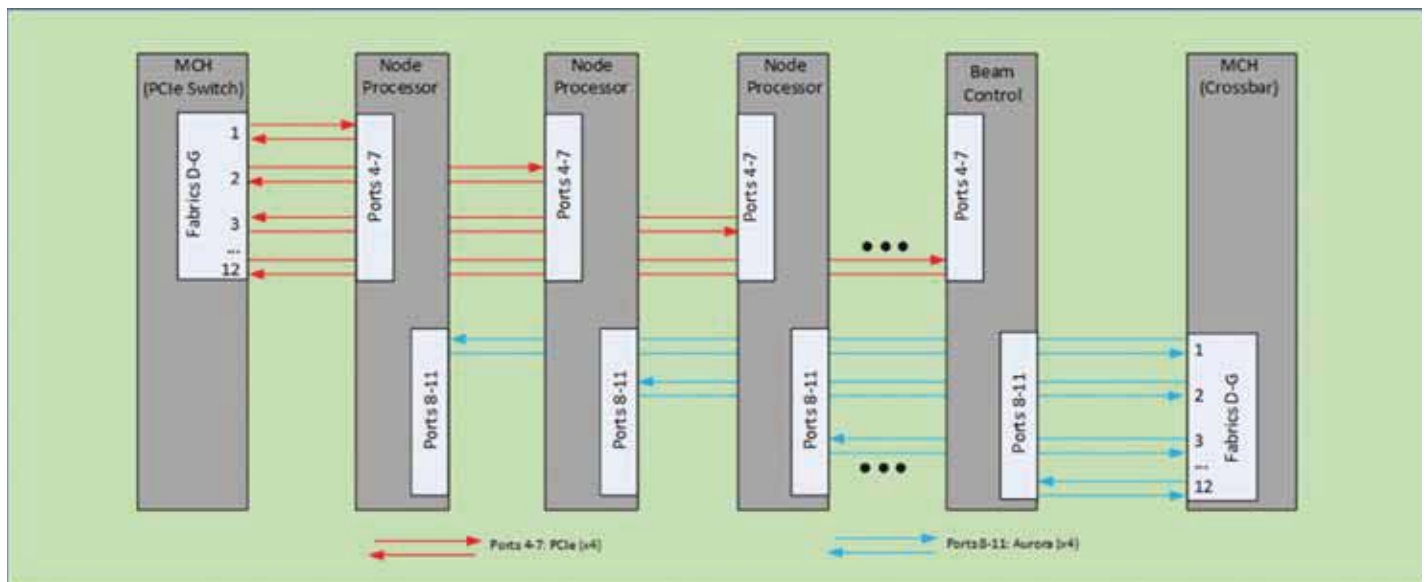 MCH
(PCIe Switch)
Node
Processor
Node
Processor
Node
Processor
Beam
Control
MCH
(Crossbar)
Fabrics D-G
1
2
3
...
12
Ports 4-7
Ports 4-7
Ports 4-7
Ports 4-7
Ports 8-11
Ports 8-11
Ports 8-11
Ports 8-11
1
2
3
...
12
Fabrics D-G
Ports 4-7: PCIe (x4)
Ports 8-11: Aurora (x4)